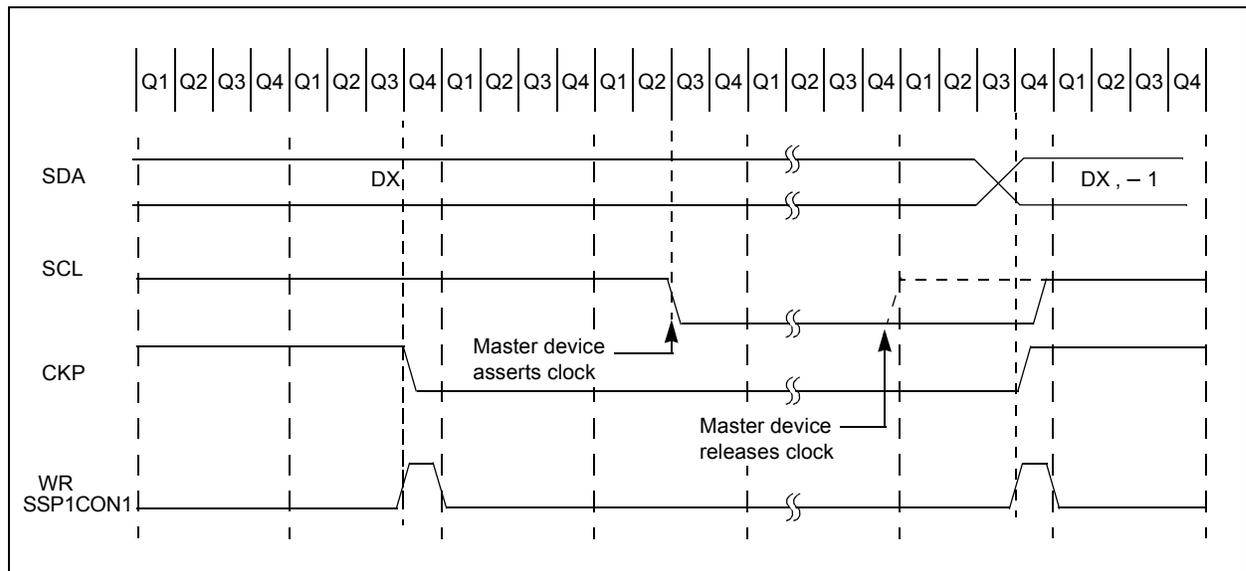 Q1 Q2 Q3 Q4 Q1 Q2 Q3 Q4 Q1 Q2 Q3 Q4 Q1 Q2 Q3 Q4 Q1 Q2 Q3 Q4 Q1 Q2 Q3 Q4 Q1 Q2 Q3 Q4
SDA DX DX , – 1
SCL
Master device
asserts clock
CKP
Master device
releases clock
WR
SSP1CON1